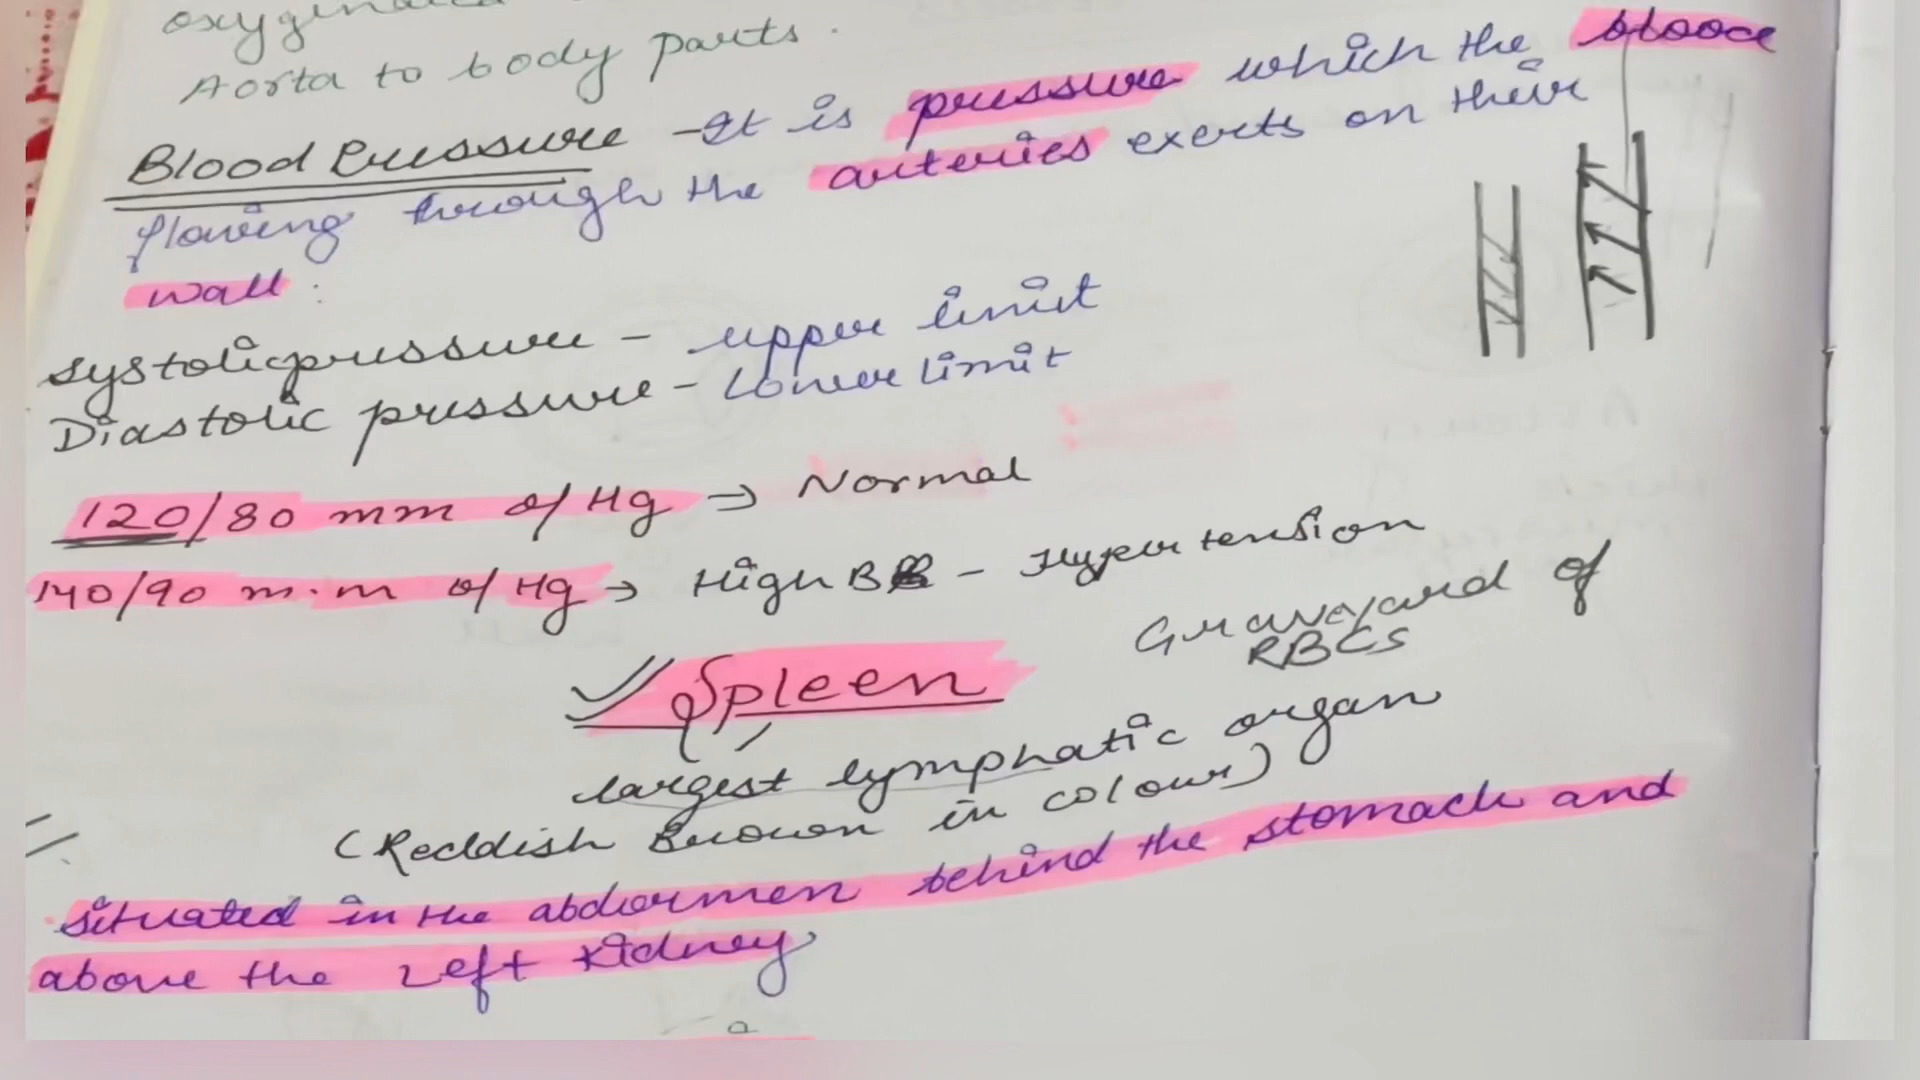 Aorta to body parts.
Blood Pressure - It is pressure which the blood
flowing through the arteries exerts on their
wall :
systolic pressure - upper limit
Diastolic pressure - Lower limit
120/80 mm of Hg → Normal
140/90 m.m of Hg → High B - Hypertension
Graveyard of
RBCs
Spleen
largest lymphatic organ
(Reddish Brown in colour)
situated in the abdormen behind the stomach and
above the Left kidney